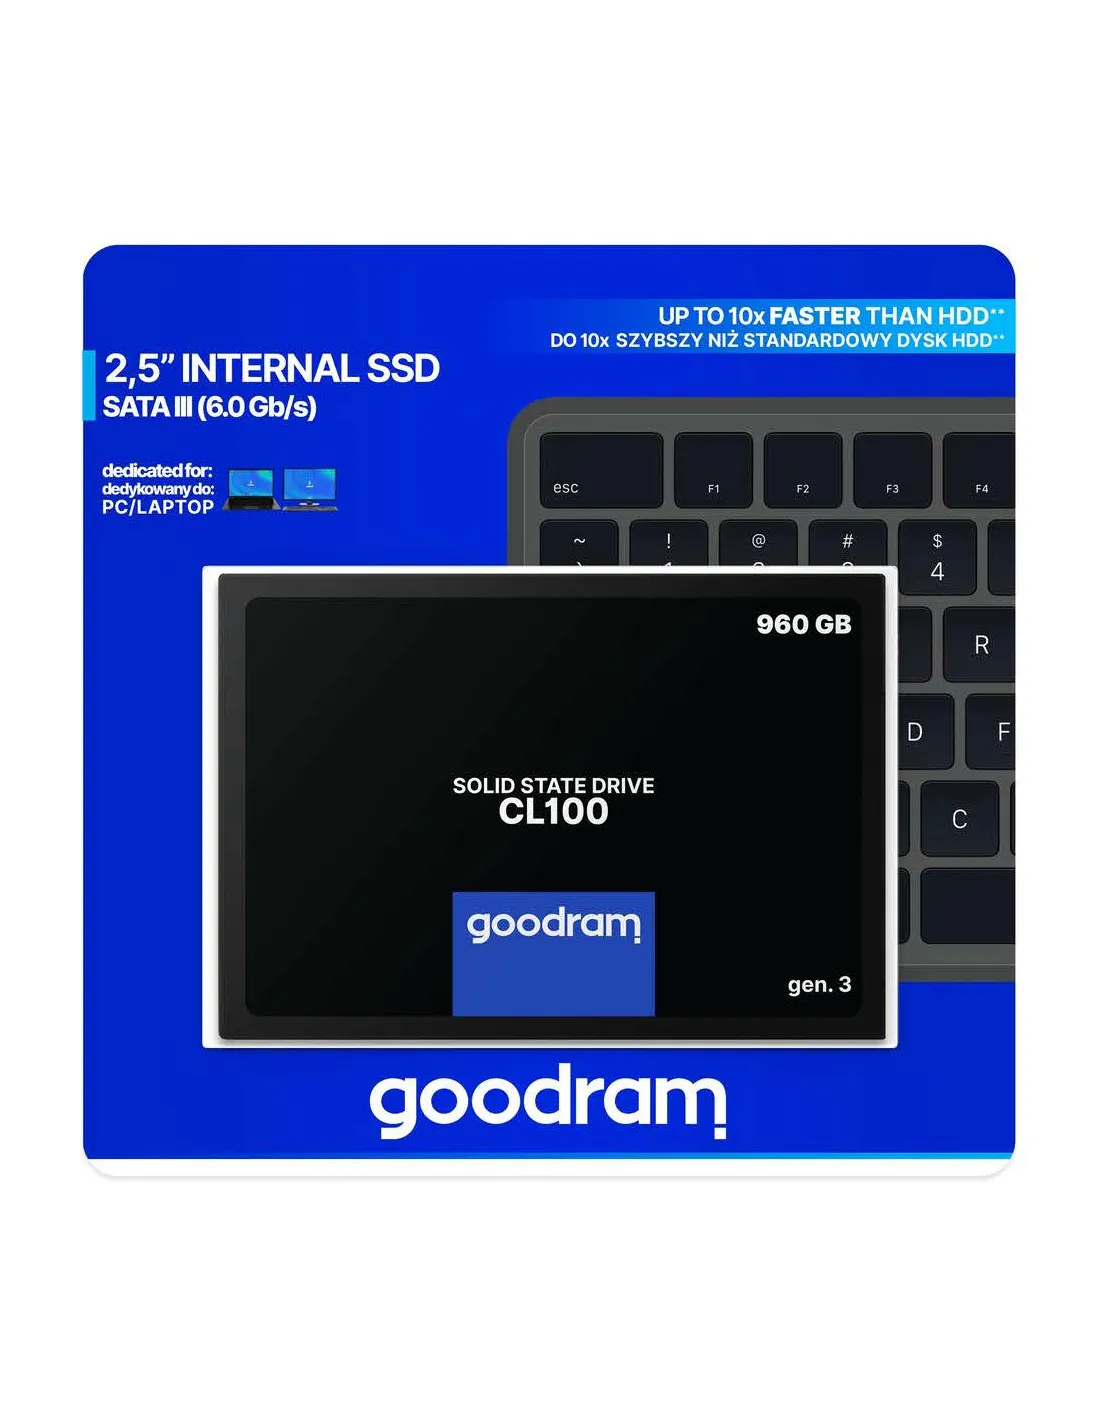 UP TO 10x FASTER THAN HDD**
DO 10x SZYBSZY NIŻ STANDARDOWY DYSK HDD**
2,5” INTERNAL SSD
SATA III (6.0 Gb/s)
dedicated for:
dedykowany do:
PC/LAPTOP
esc F1 F2 F3 F4
~ ! @ # $
4
R
D F
C
960 GB
SOLID STATE DRIVE
CL100
goodram
gen. 3
goodram